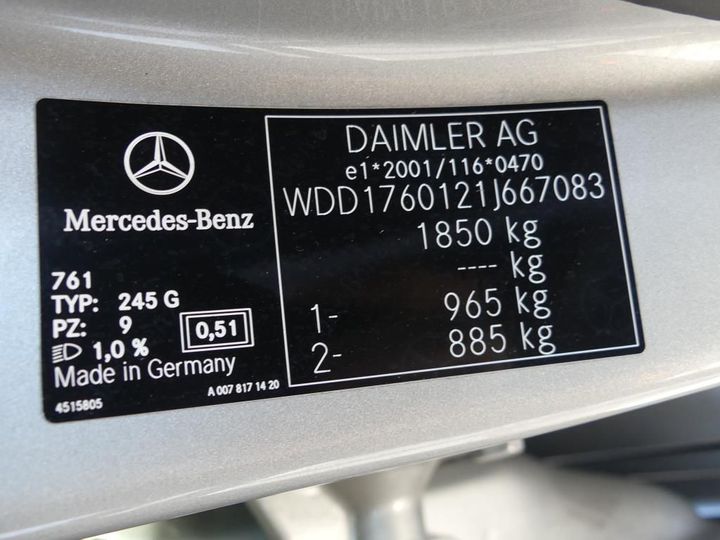 Mercedes-Benz
761
TYP: 245 G
PZ: 9
0,51
1,0 %
Made in Germany
4515805
A 007 817 14 20
DAIMLER AG
e1*2001/116*0470
WDD1760121J667083
1850 kg
---- kg
1- 965 kg
2- 885 kg